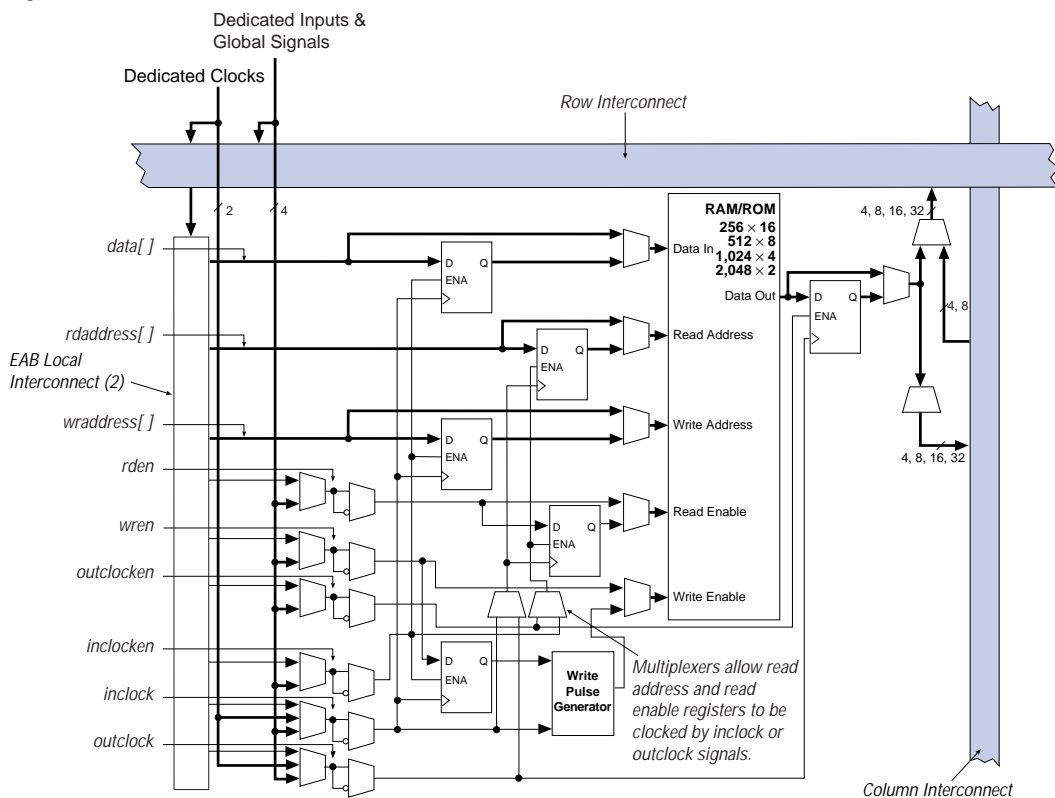 Dedicated Inputs &
Global Signals
Dedicated Clocks
Row Interconnect
2
4
4, 8, 16, 32
RAM/ROM
256 × 16
512 × 8
1,024 × 4
2,048 × 2
data[ ]
D
Q
ENA
Data In
Data Out
D
Q
ENA
4, 8
rdaddress[ ]
D
Q
ENA
Read Address
EAB Local
Interconnect (2)
wraddress[ ]
D
Q
ENA
Write Address
4, 8, 16, 32
rden
Read Enable
wren
D
Q
ENA
outclocken
Write Enable
inclocken
D
Q
ENA
Write
Pulse
Generator
Multiplexers allow read
address and read
enable registers to be
clocked by inclock or
outclock signals.
inclock
outclock
Column Interconnect